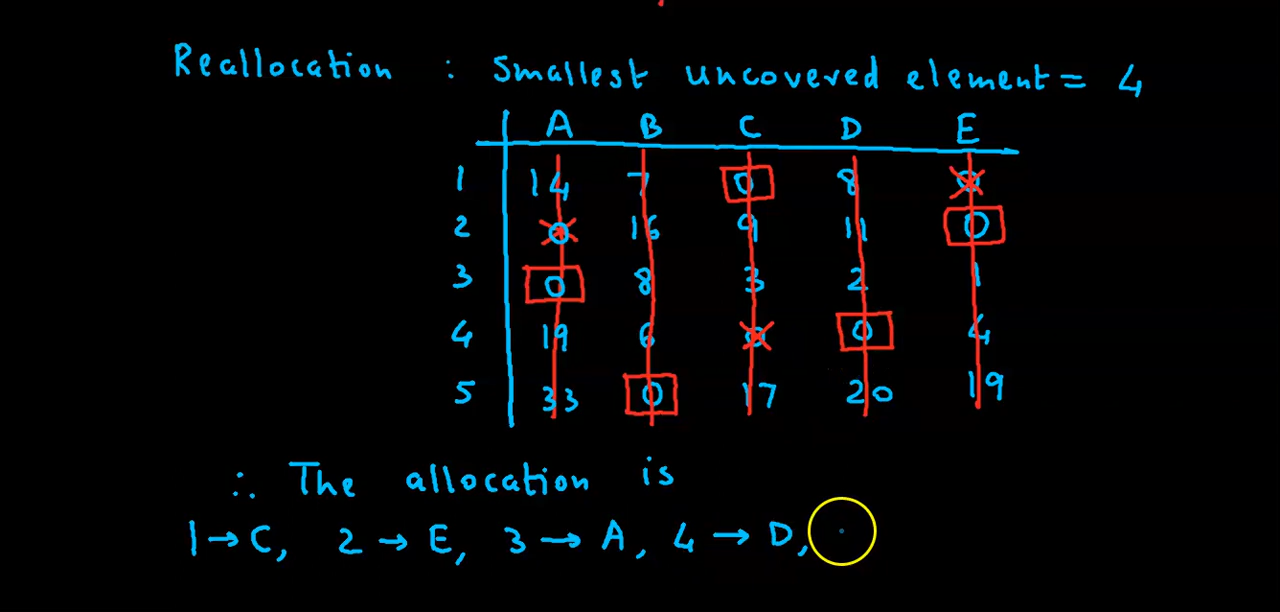 Reallocation : Smallest uncovered element = 4
A B C D E
1 14 7 0 8 0
2 0 16 9 11 0
3 0 8 3 2 1
4 19 6 0 0 4
5 33 0 17 20 19
∴ The allocation is
1 → C, 2 → E, 3 → A, 4 → D,